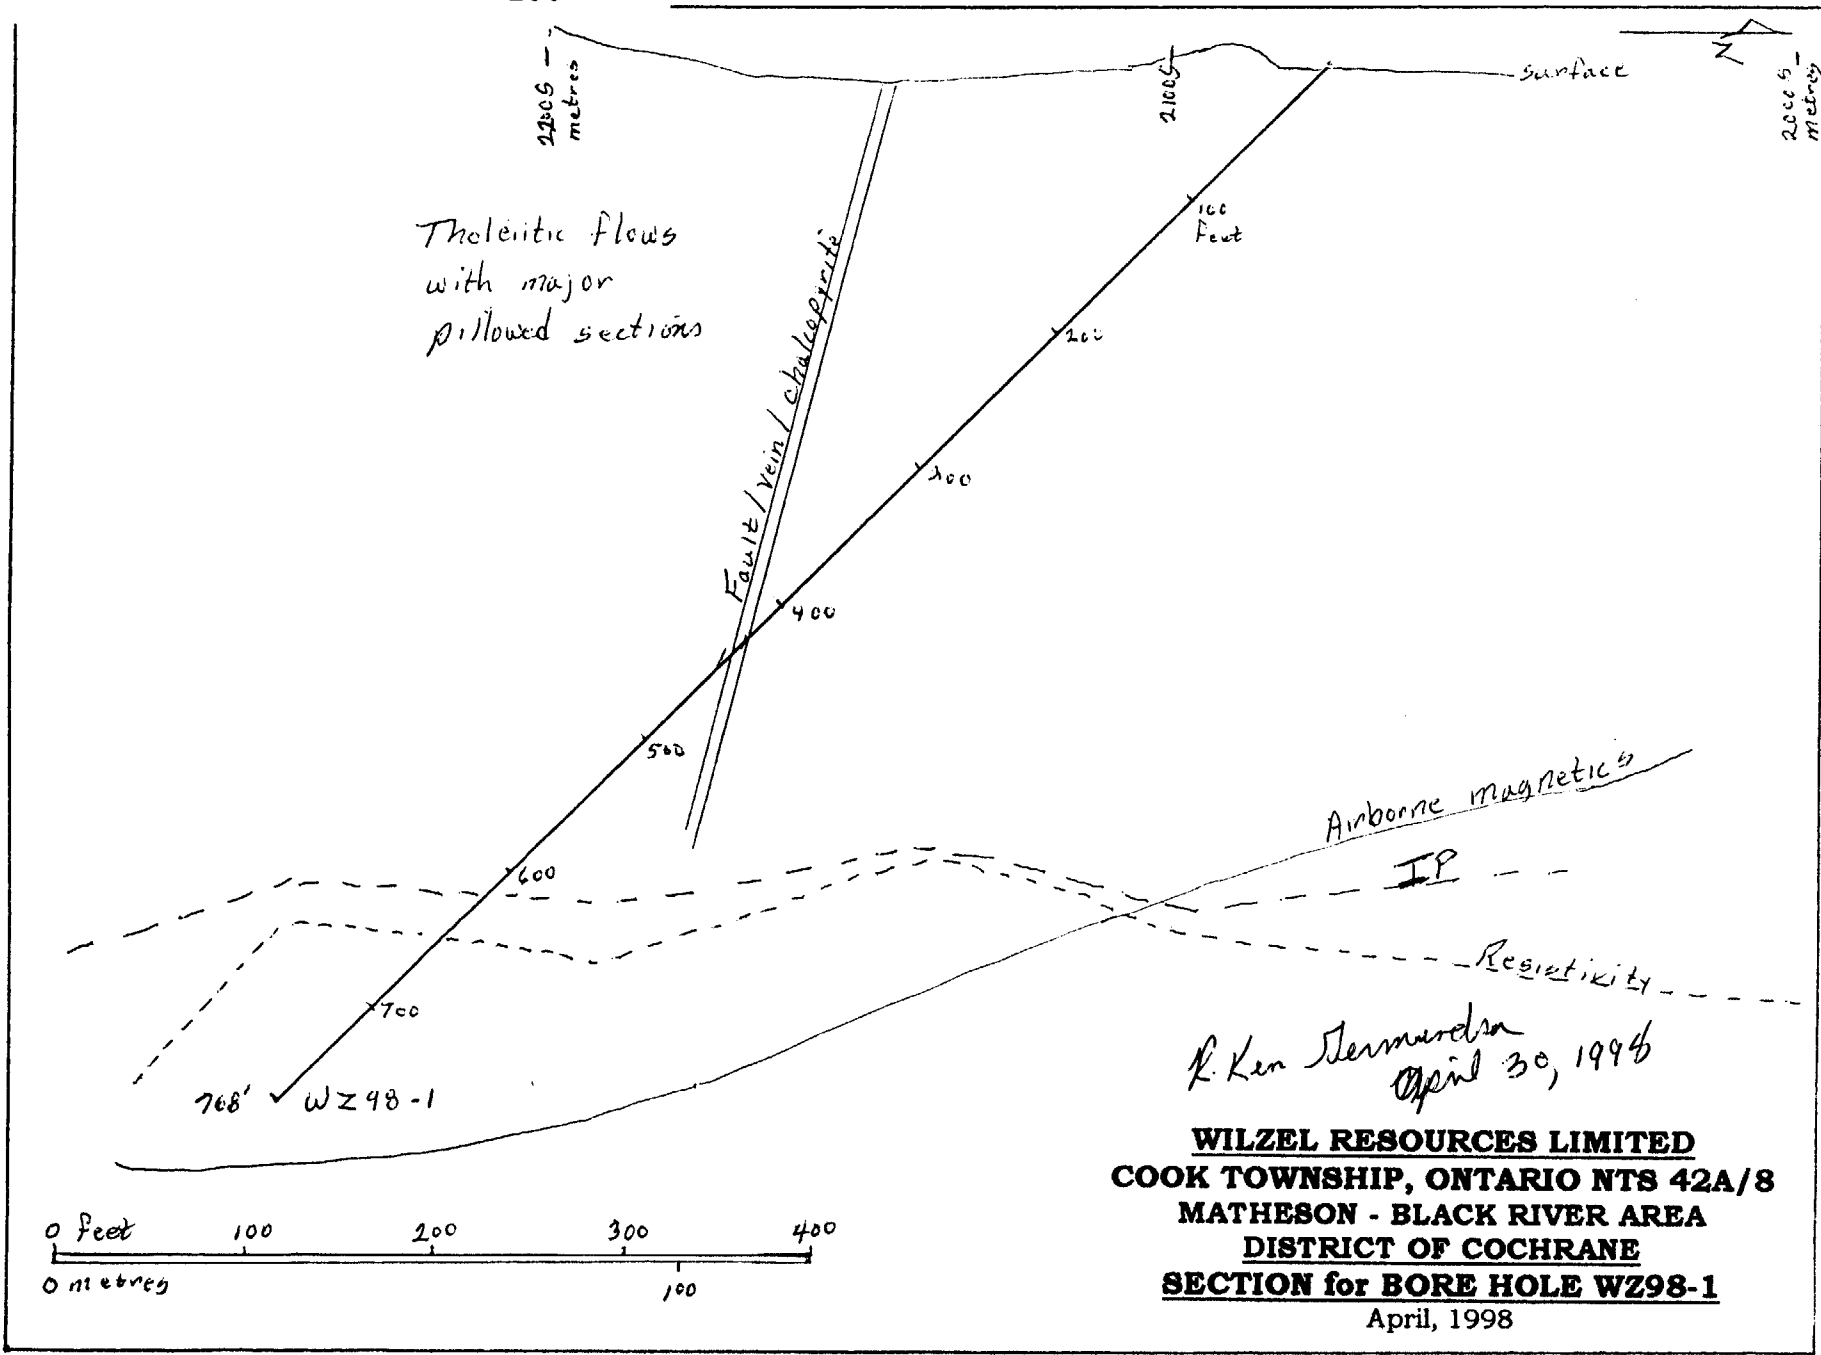 2200S
metres
2100S
surface
N
2000S
metres
100
Feet
Tholeiitic flows
with major
pillowed sections
200
Fault/vein/chalcopyrite
300
400
500
Airborne magnetics
600
IP
Resistivity
700
R. Ken Germundson
April 30, 1998
768' WZ98-1
WILZEL RESOURCES LIMITED
COOK TOWNSHIP, ONTARIO NTS 42A/8
MATHESON - BLACK RIVER AREA
DISTRICT OF COCHRANE
SECTION for BORE HOLE WZ98-1
April, 1998
0 feet 100 200 300 400
0 metres 100